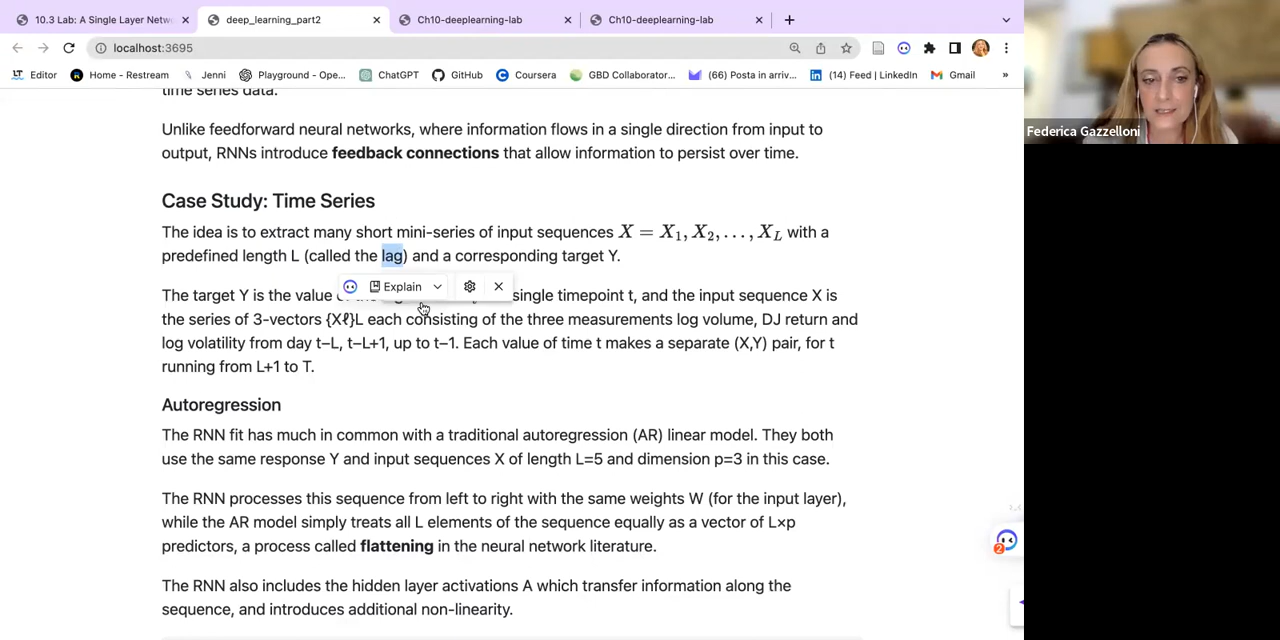 10.3 Lab: A Single Layer Netw
deep_learning_part2
Ch10-deeplearning-lab
Ch10-deeplearning-lab
localhost:3695
Editor
Home - Restream
Jenni
Playground - Ope...
ChatGPT
GitHub
Coursera
GBD Collaborator...
(66) Posta in arriv...
(14) Feed | LinkedIn
Gmail
»
time series data.
Unlike feedforward neural networks, where information flows in a single direction from input to
output, RNNs introduce feedback connections that allow information to persist over time.
Case Study: Time Series
The idea is to extract many short mini-series of input sequences X = X₁, X₂, . . . , X_L with a
predefined length L (called the lag) and a corresponding target Y.
Explain
The target Y is the value single timepoint t, and the input sequence X is
the series of 3-vectors {Xℓ}L each consisting of the three measurements log volume, DJ return and
log volatility from day t−L, t−L+1, up to t−1. Each value of time t makes a separate (X,Y) pair, for t
running from L+1 to T.
Autoregression
The RNN fit has much in common with a traditional autoregression (AR) linear model. They both
use the same response Y and input sequences X of length L=5 and dimension p=3 in this case.
The RNN processes this sequence from left to right with the same weights W (for the input layer),
while the AR model simply treats all L elements of the sequence equally as a vector of L×p
predictors, a process called flattening in the neural network literature.
The RNN also includes the hidden layer activations A which transfer information along the
sequence, and introduces additional non-linearity.
2
Federica Gazzelloni